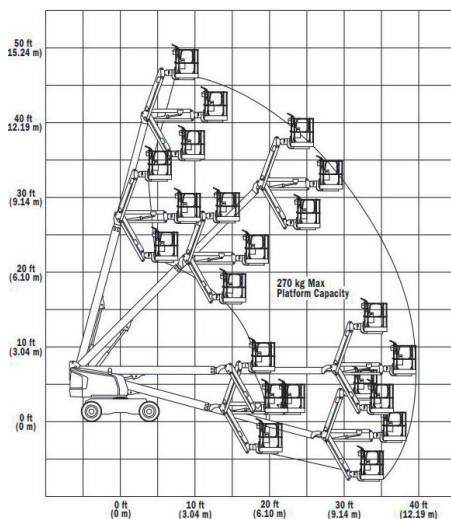 50 ft
(15.24 m)
40 ft
(12.19 m)
30 ft
(9.14 m)
20 ft
(6.10 m)
270 kg Max
Platform Capacity
10 ft
(3.04 m)
0 ft
(0 m)
0 ft
(0 m)
10 ft
(3.04 m)
20 ft
(6.10 m)
30 ft
(9.14 m)
40 ft
(12.19 m)